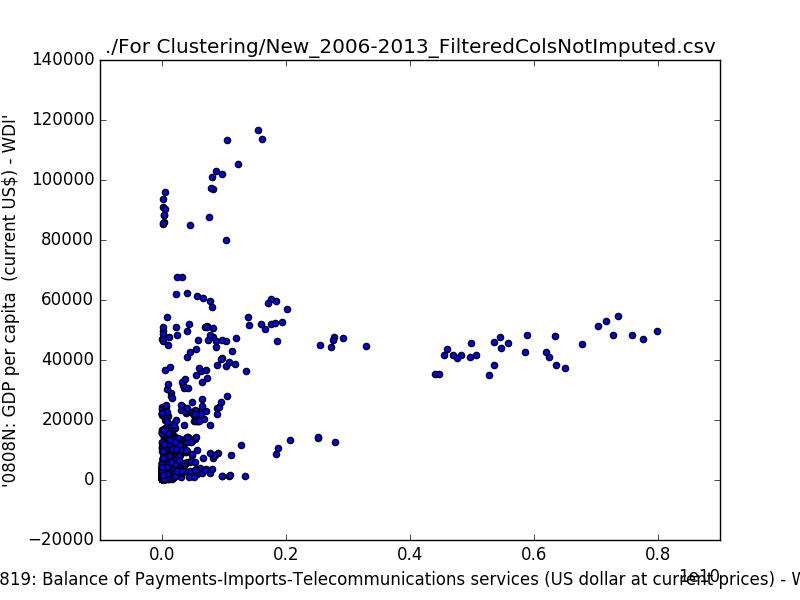 ./For Clustering/New_2006-2013_FilteredColsNotImputed.csv
140000
120000
100000
80000
60000
40000
20000
0
−20000
'0808N: GDP per capita  (current US$) - WDI'
0.0 0.2 0.4 0.6 0.8
1e10
819: Balance of Payments-Imports-Telecommunications services (US dollar at current prices) - W